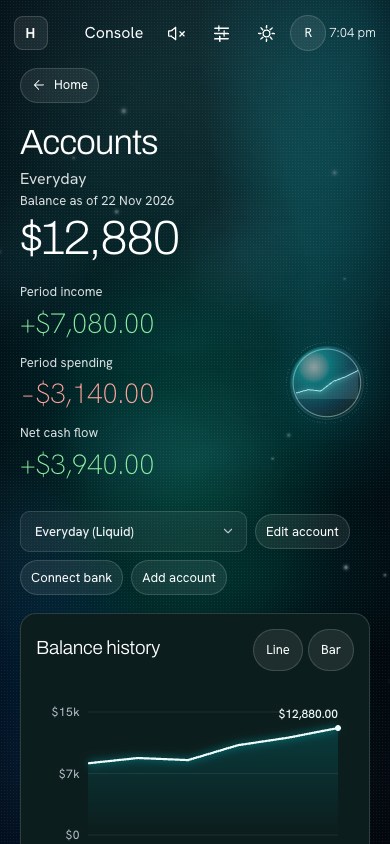 H Console R 7:04 pm
Home
Accounts
Everyday
Balance as of 22 Nov 2026
$12,880
Period income
+$7,080.00
Period spending
-$3,140.00
Net cash flow
+$3,940.00
Everyday (Liquid) Edit account
Connect bank Add account
Balance history Line Bar
$12,880.00
$15k
$7k
$0